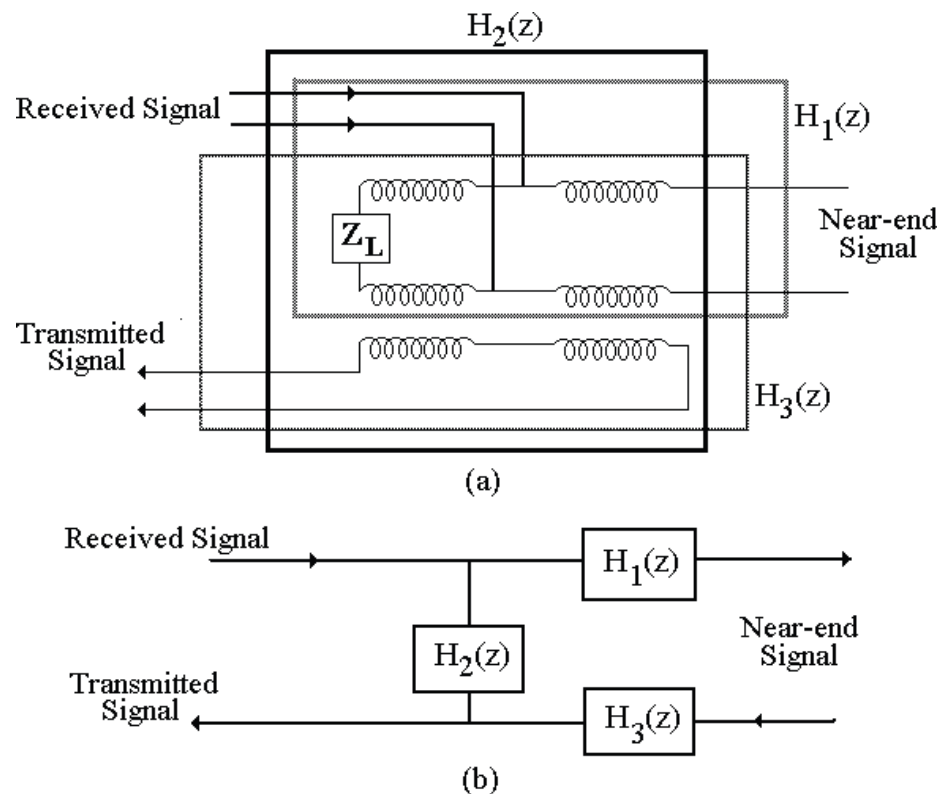 H2(z)
Received Signal
H1(z)
ZL
Near-end
Signal
Transmitted
Signal
H3(z)
(a)
Received Signal
H1(z)
H2(z)
Near-end
Signal
Transmitted
Signal
H3(z)
(b)